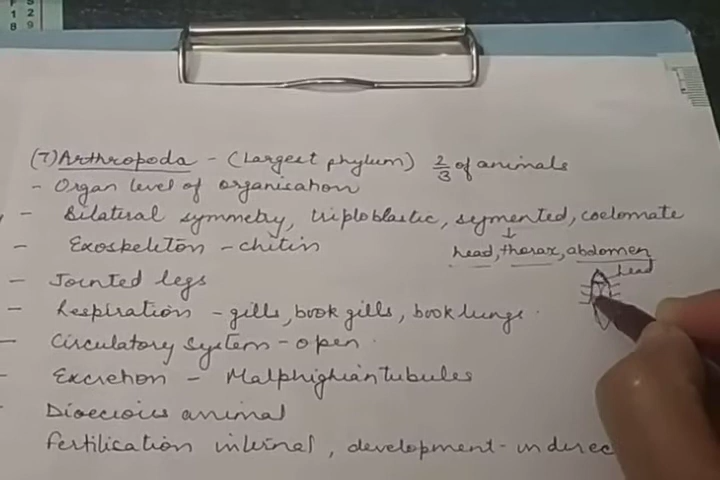 (7) Arthropoda - (Largest phylum) 2/3 of animals
- Organ level of organisation
- Bilateral symmetry, triploblastic, segmented, coelomate
- Exoskeleton - chitin
head, thorax, abdomen
head
- Jointed legs
- Respiration - gills, book gills, book lungs.
- Circulatory system - open.
- Excretion - Malphighian tubules
Dioecious animal
fertilisation internal, development - indirec